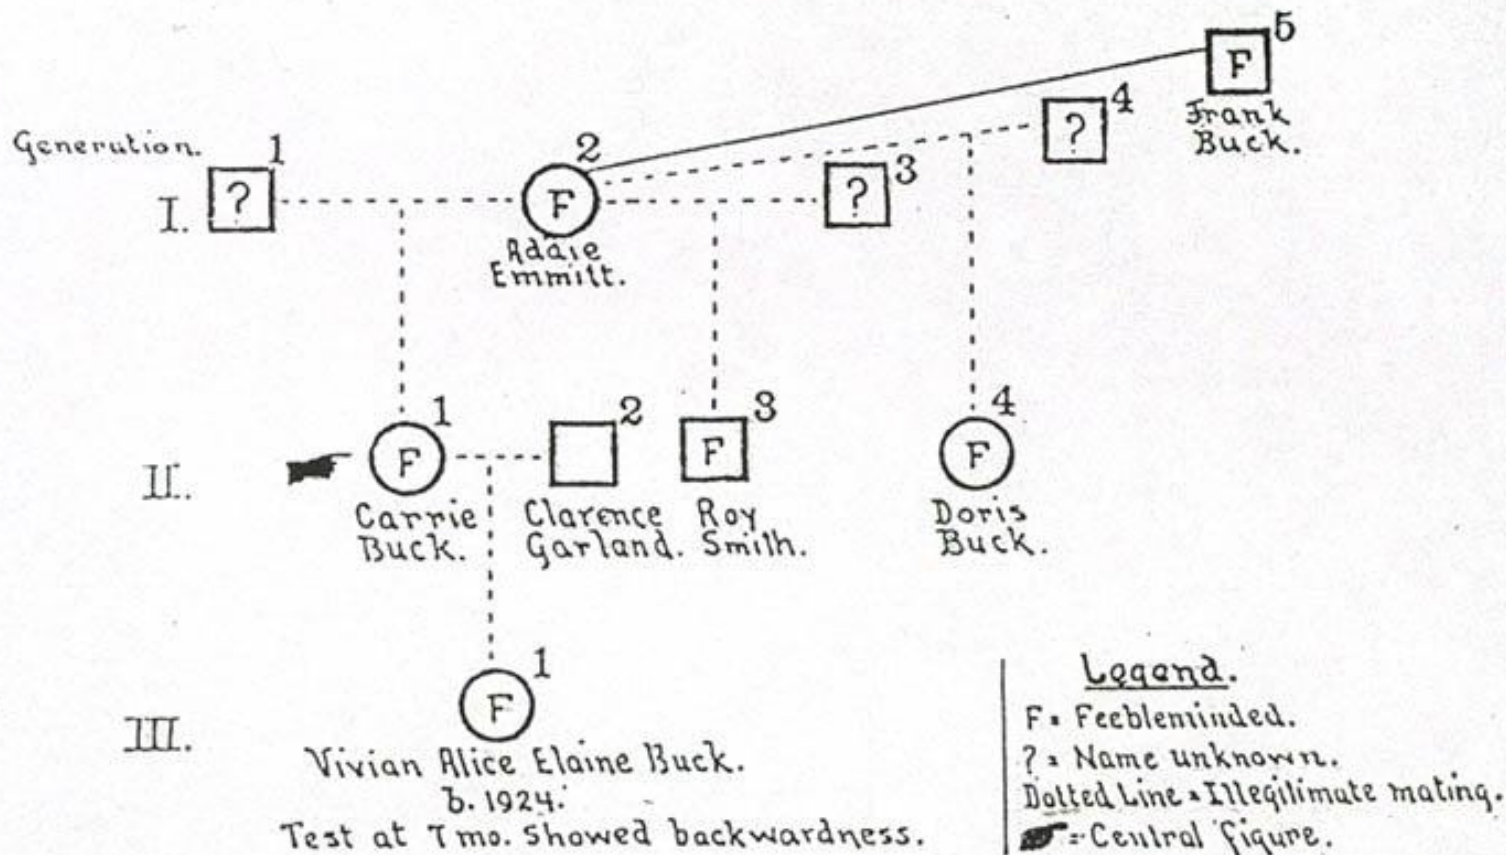 5
F
Frank
Buck.
4
?
Generation.
1
?
I.
2
F
Addie
Emmitt.
?
3
II.
1
F
Carrie
Buck.
2
Clarence
Garland.
3
F
Roy
Smith.
4
F
Doris
Buck.
III.
1
F
Vivian Alice Elaine Buck.
b. 1924.
Test at 7 mo. Showed backwardness.
Legend.
F = Feebleminded.
? = Name unknown.
Dotted Line = Illegitimate mating.
= Central figure.